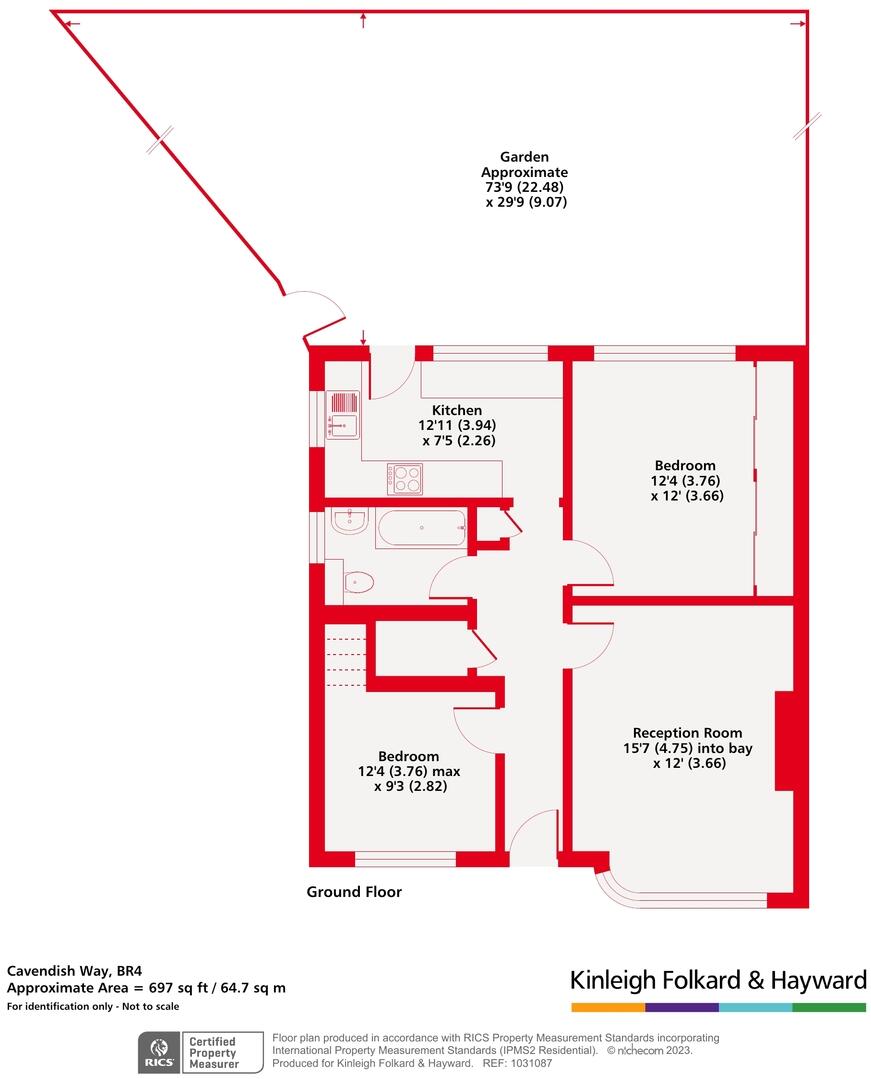 Garden
Approximate
73'9 (22.48)
x 29'9 (9.07)
Kitchen
12'11 (3.94)
x 7'5 (2.26)
Bedroom
12'4 (3.76)
x 12' (3.66)
Reception Room
15'7 (4.75) into bay
x 12' (3.66)
Bedroom
12'4 (3.76) max
x 9'3 (2.82)
Ground Floor
Cavendish Way, BR4
Approximate Area = 697 sq ft / 64.7 sq m
For identification only - Not to scale
Kinleigh Folkard & Hayward
RICS
Certified
Property
Measurer
Floor plan produced in accordance with RICS Property Measurement Standards incorporating
International Property Measurement Standards (IPMS2 Residential). © nichecom 2023.
Produced for Kinleigh Folkard & Hayward. REF: 1031087